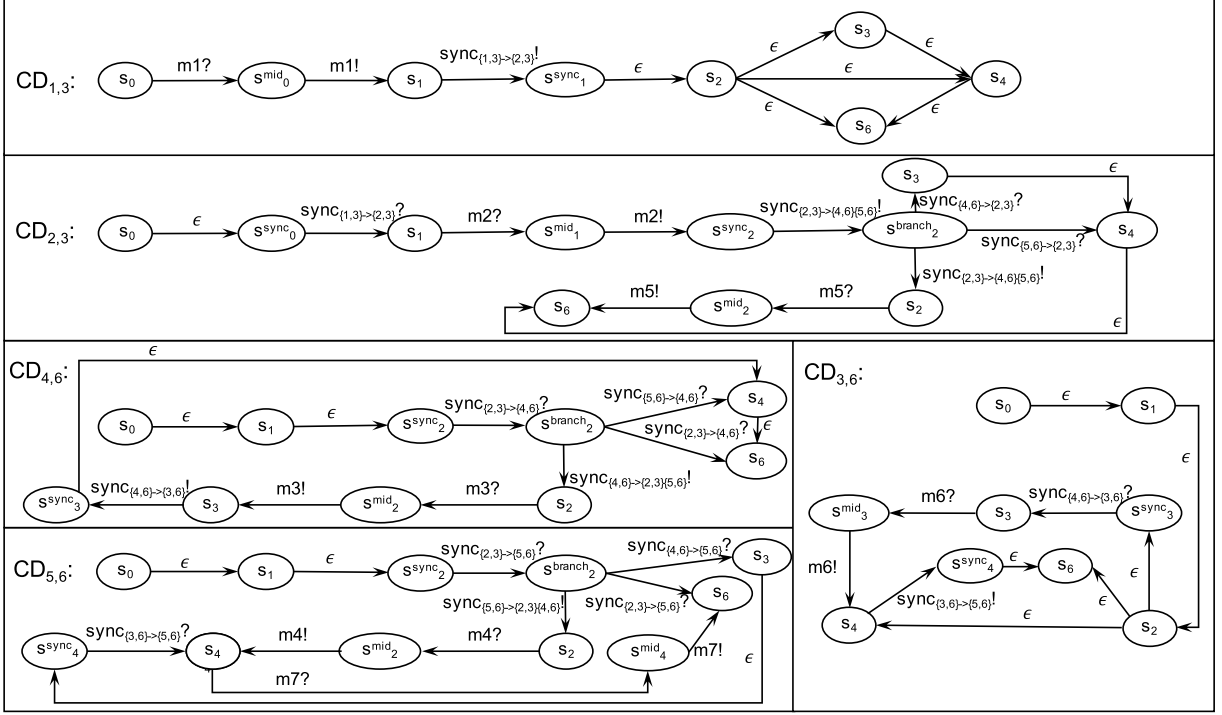 s₃
sync{1,3}->{2,3}! ϵ ϵ
m1? m1! ϵ ϵ
CD₁,₃: s₀ sᵐⁱᵈ₀ s₁ sˢʸⁿᶜ₁ s₂ s₄
ϵ ϵ
s₆
s₃ ϵ
sync{1,3}->{2,3}? m2? m2! sync{2,3}->{4,6}{5,6}! sync{4,6}->{2,3}?
ϵ
CD₂,₃: s₀ sˢʸⁿᶜ₀ s₁ sᵐⁱᵈ₁ sˢʸⁿᶜ₂ sᵇʳᵃⁿᶜʰ₂ s₄
sync{5,6}->{2,3}?
sync{2,3}->{4,6}{5,6}!
m5! m5?
s₆ sᵐⁱᵈ₂ s₂
ϵ
ϵ
CD₄,₆:
sync{5,6}->{4,6}? s₄
ϵ ϵ sync{2,3}->{4,6}?
s₀ s₁ sˢʸⁿᶜ₂ sᵇʳᵃⁿᶜʰ₂ sync{2,3}->{4,6}? ϵ
s₆
sync{4,6}->{2,3}{5,6}!
sync{4,6}->{3,6}! m3! m3?
sˢʸⁿᶜ₃ s₃ sᵐⁱᵈ₂ s₂
CD₃,₆:
s₀ ϵ s₁
ϵ
m6? sync{4,6}->{3,6}?
sᵐⁱᵈ₃ s₃ sˢʸⁿᶜ₃
m6! sˢʸⁿᶜ₄ ϵ s₆ ϵ
sync{3,6}->{5,6}! ϵ
s₄ ϵ s₂
sync{2,3}->{5,6}? sync{4,6}->{5,6}? s₃
CD₅,₆: s₀ ϵ s₁ ϵ sˢʸⁿᶜ₂ sᵇʳᵃⁿᶜʰ₂
s₆
sync{5,6}->{2,3}{4,6}! sync{2,3}->{5,6}?
sync{3,6}->{5,6}? m4! m4?
sˢʸⁿᶜ₄ s₄ sᵐⁱᵈ₂ s₂ sᵐⁱᵈ₄ m7! ϵ
m7?